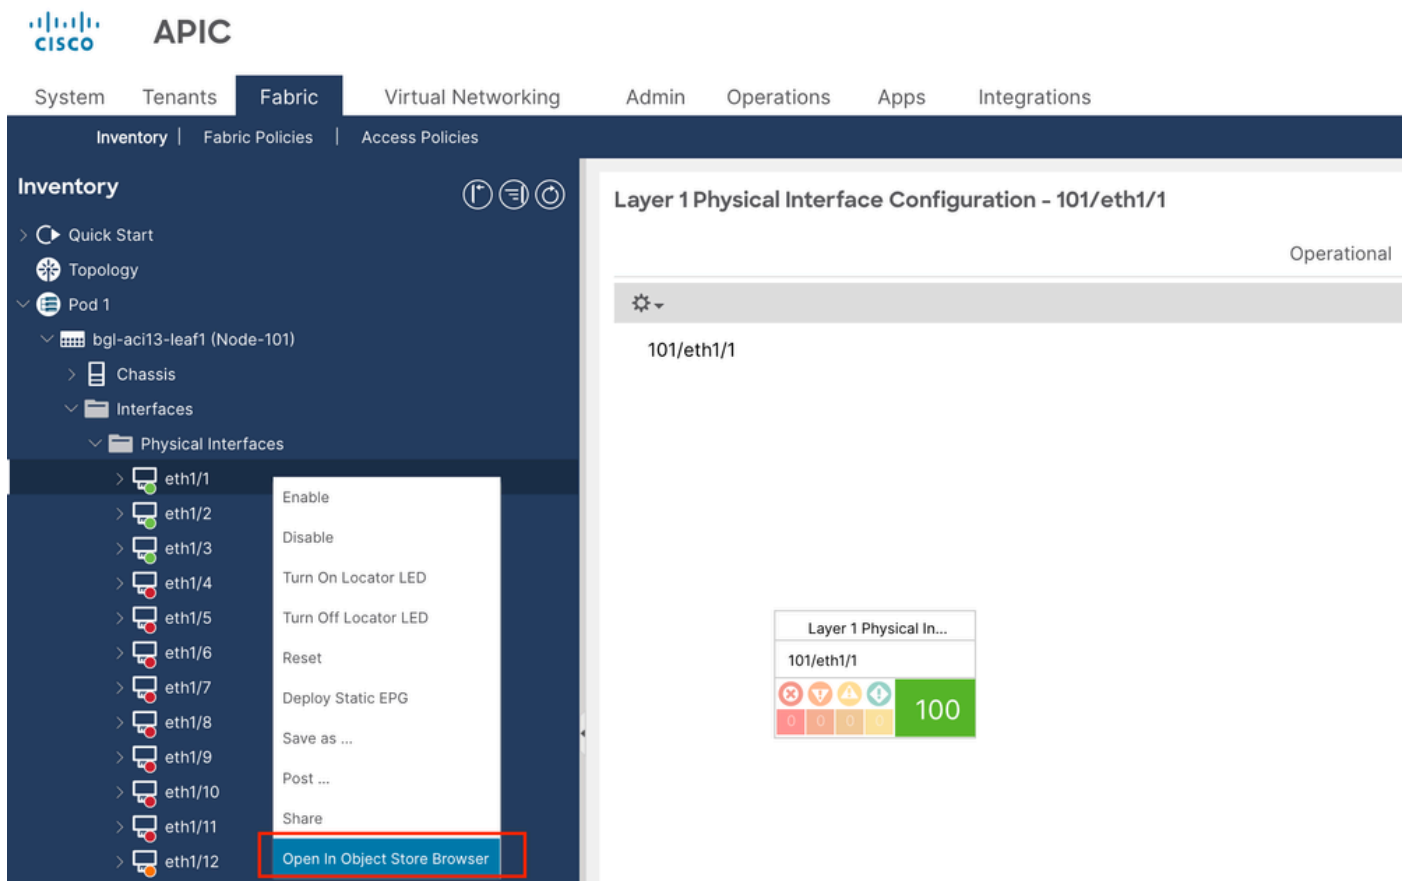 CISCO
APIC
System Tenants Fabric Virtual Networking Admin Operations Apps Integrations
Inventory | Fabric Policies | Access Policies
Inventory
Quick Start
Topology
Pod 1
bgl-aci13-leaf1 (Node-101)
Chassis
Interfaces
Physical Interfaces
eth1/1
eth1/2
eth1/3
eth1/4
eth1/5
eth1/6
eth1/7
eth1/8
eth1/9
eth1/10
eth1/11
eth1/12
Enable
Disable
Turn On Locator LED
Turn Off Locator LED
Reset
Deploy Static EPG
Save as ...
Post ...
Share
Open In Object Store Browser
Layer 1 Physical Interface Configuration - 101/eth1/1
Operational
101/eth1/1
Layer 1 Physical In...
101/eth1/1
0 0 0 0 100